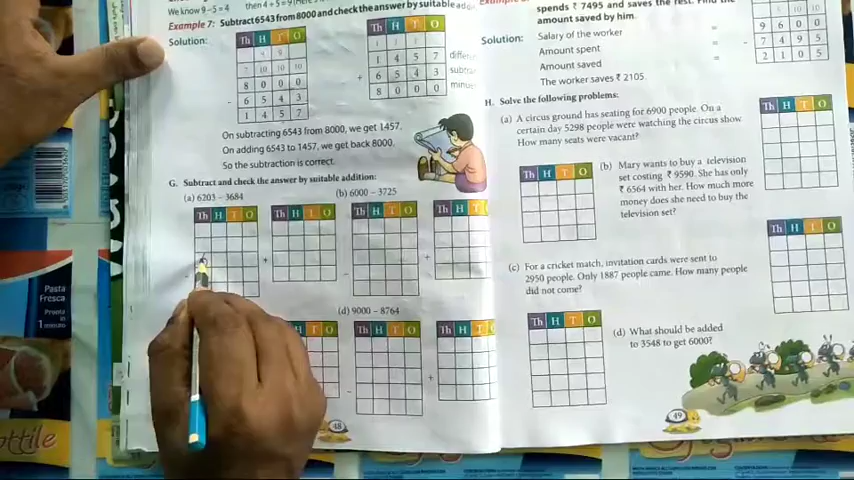 We know 9-5=4
Example 7: Subtract 6543 from 8000 and check the answer by suitable
Solution:
Th H T O
Th H T O
7 10 10 10
8 0 0 0
- 6 5 4 3
1 4 5 7
1 1 1
1 4 5 7
+ 6 5 4 3
8 0 0 0
On subtracting 6543 from 8000, we get 1457.
On adding 6543 to 1457, we get back 8000.
So the subtraction is correct.
G. Subtract and check the answer by suitable addition:
(a) 6203 – 3684
(b) 6000 – 3725
Th H T O
Th H T O
Th H T O
Th H T O
- + - +
(d) 9000 – 8764
H T O
Th H T O
Th H T O
- +
48
spends ₹ 7495 and saves the rest. Find the
amount saved by him.
Solution: Salary of the worker =
Amount spent =
Amount saved =
The worker saves ₹ 2105.
9 6 0 0
- 7 4 9 5
2 1 0 5
H. Solve the following problems:
(a) A circus ground has seating for 6900 people. On a
certain day 5298 people were watching the circus show
How many seats were vacant?
Th H T O
Th H T O
(b) Mary wants to buy a television
set costing ₹ 9590. She has only
₹ 6564 with her. How much more
money does she need to buy the
television set?
Th H T O
(c) For a cricket match, invitation cards were sent to
2950 people. Only 1887 people came. How many people
did not come?
Th H T O
(d) What should be added
to 3548 to get 6000?
49
Pasta
Fresca
1 minuto